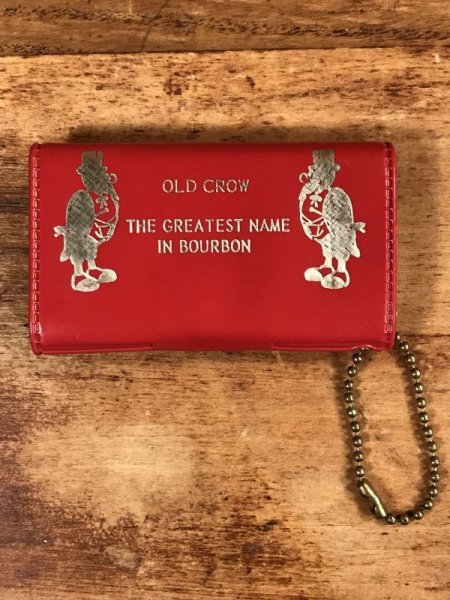 OLD CROW
THE GREATEST NAME
IN BOURBON